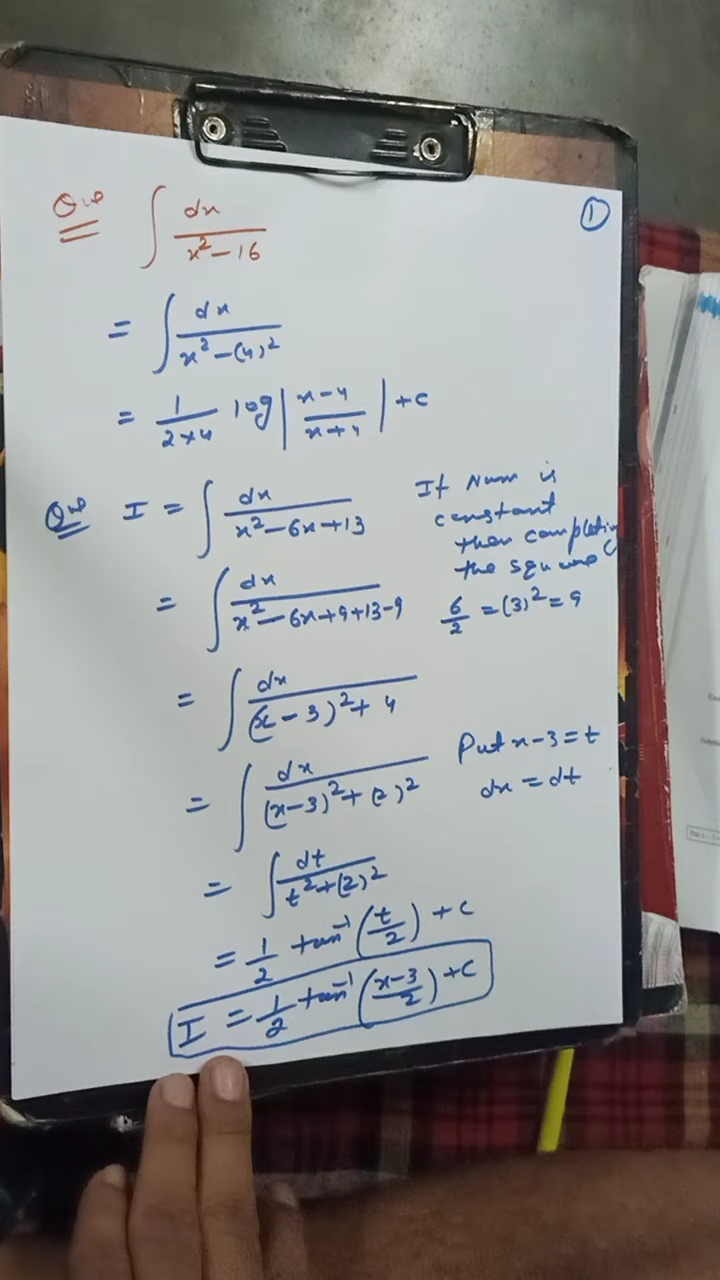 Que ∫ dx / x² - 16
①
= ∫ dx / x² - (4)²
= 1 / 2×4 log | x-4 / x+4 | + c
Que I = ∫ dx / x² - 6x + 13
If Num is
constant
then completing
the square
= ∫ dx / x² - 6x + 9 + 13 - 9
6/2 = (3)² = 9
= ∫ dx / (x - 3)² + 4
Put x - 3 = t
dx = dt
= ∫ dx / (x-3)² + (2)²
= ∫ dt / t² + (2)²
= 1/2 tan⁻¹ (t/2) + c
I = 1/2 tan⁻¹ (x-3 / 2) + C